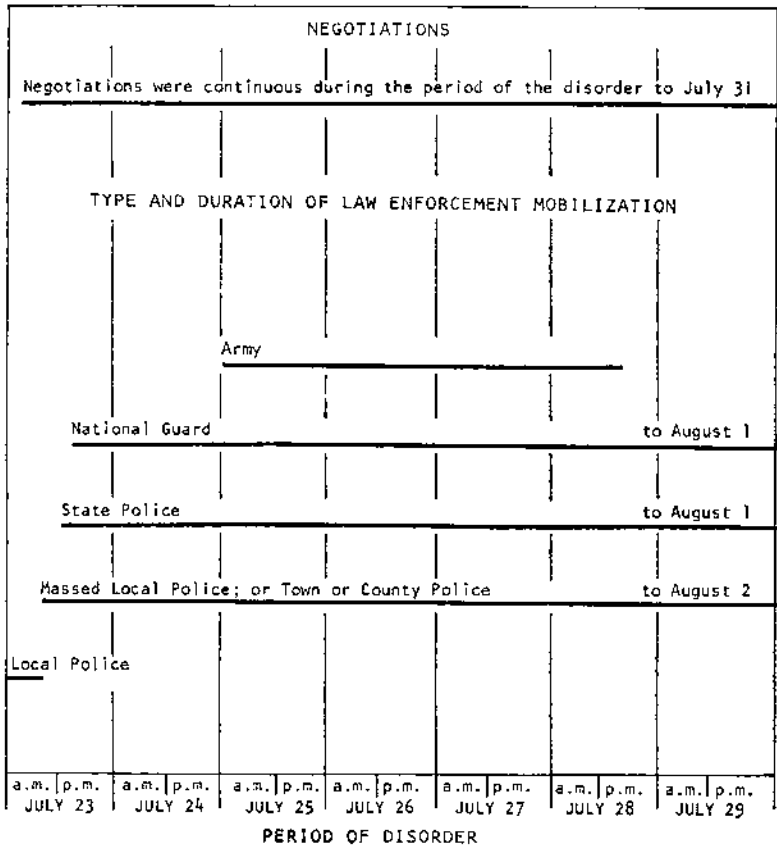 NEGOTIATIONS
Negotiations were continuous during the period of the disorder to July 31
TYPE AND DURATION OF LAW ENFORCEMENT MOBILIZATION
Army
National Guard to August 1
State Police to August 1
Massed Local Police; or Town or County Police to August 2
Local Police
a.m. p.m. a.m. p.m. a.m. p.m. a.m. p.m. a.m. p.m. a.m. p.m. a.m. p.m.
JULY 23 JULY 24 JULY 25 JULY 26 JULY 27 JULY 28 JULY 29
PERIOD OF DISORDER